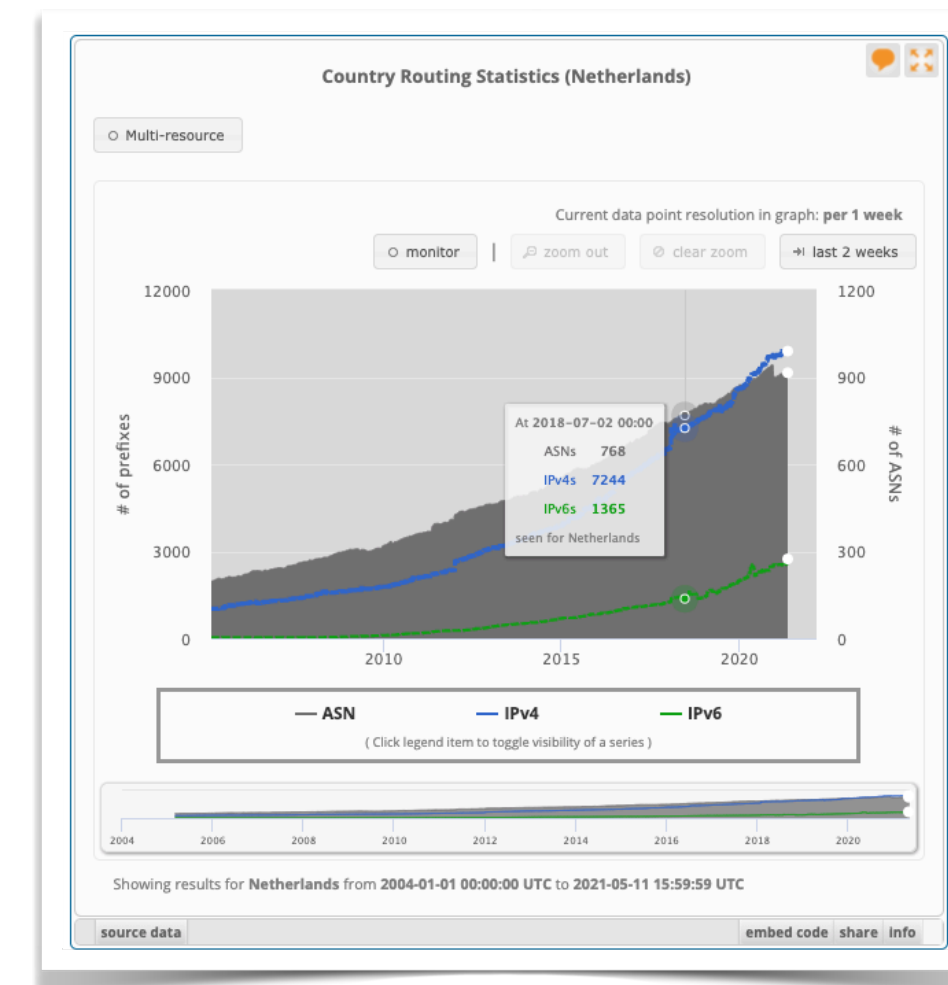 Country Routing Statistics (Netherlands)
Multi-resource
Current data point resolution in graph: per 1 week
monitor | zoom out clear zoom last 2 weeks
12000 1200
9000 900
6000 600
3000 300
0 0
# of prefixes
# of ASNs
At 2018-07-02 00:00
ASNs 768
IPv4s 7244
IPv6s 1365
seen for Netherlands
2010 2015 2020
ASN IPv4 IPv6
( Click legend item to toggle visibility of a series )
2004 2006 2008 2010 2012 2014 2016 2018 2020
Showing results for Netherlands from 2004-01-01 00:00:00 UTC to 2021-05-11 15:59:59 UTC
source data embed code share info